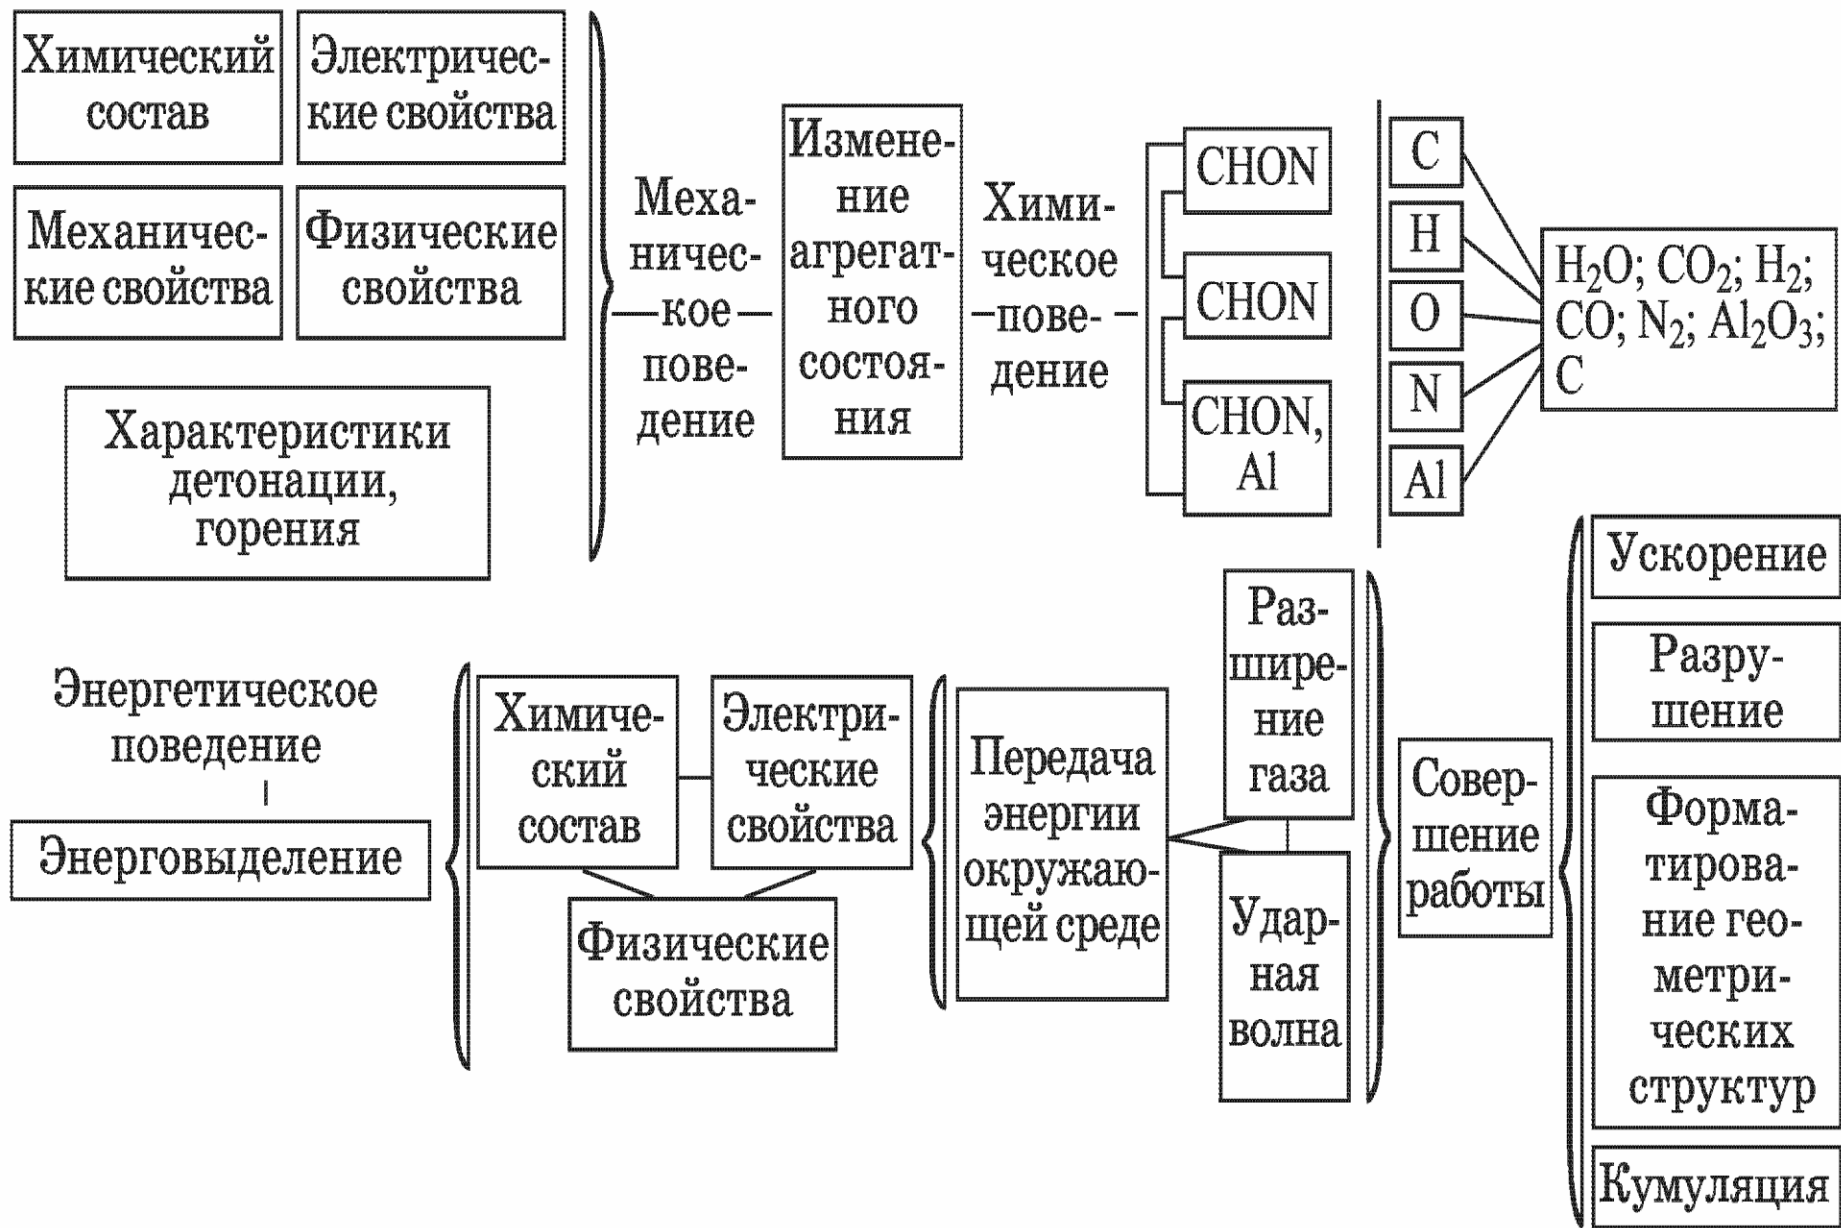 Химический
состав
Электричес-
кие свойства
Механичес-
кие свойства
Физические
свойства
Характеристики
детонации,
горения
Меха-
ничес-
кое
пове-
дение
Измене-
ние
агрегат-
ного
состоя-
ния
Хими-
ческое
пове-
дение
CHON
CHON
CHON,
Al
C
H
O
N
Al
H₂O; CO₂; H₂;
CO; N₂; Al₂O₃;
C
Энергетическое
поведение
Энерговыделение
Химиче-
ский
состав
Электри-
ческие
свойства
Физические
свойства
Передача
энергии
окружаю-
щей среде
Раз-
шире-
ние
газа
Удар-
ная
волна
Совер-
шение
работы
Ускорение
Разру-
шение
Форма-
тирова-
ние гео-
метри-
ческих
структур
Кумуляция